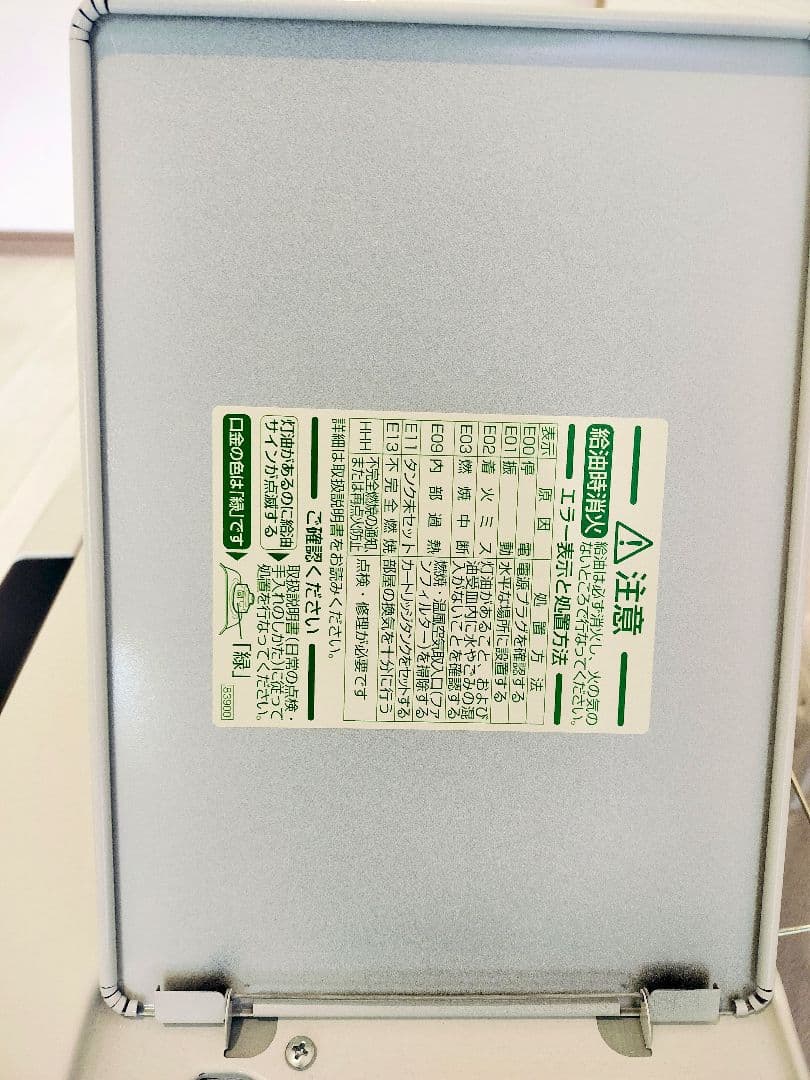 注意
給油時消火
給油は必ず消火し、火の気の
ないところで行なってください。
エラー表示と処置方法
表示 原因 処置方法
E00 停電 電源プラグを確認する
E01 振動 水平な場所に設置する
E02 着火ミス 灯油があること、および
E03 燃焼中断 油受皿内に水やごみの混
入がないことを確認する
E09 内部過熱 燃焼・温風空気取入口(ファ
ンフィルター)を掃除する
E11 タンク未セット カートリッジタンクをセットする
E13 不完全燃焼 部屋の換気を十分に行う
HHH 不完全燃焼の通知、
または再点火防止 点検・修理が必要です
詳細は取扱説明書をお読みください。
ご確認ください
灯油があるのに給油
サインが点滅する
取扱説明書(日常の点検・
手入れのしかた)に従って
処置を行なってください。
口金の色は「緑」です
「緑」
83900